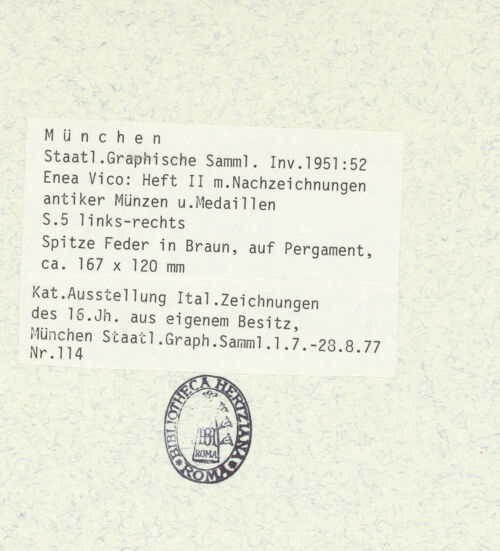 M ü n c h e n
Staatl.Graphische Samml. Inv.1951:52
Enea Vico: Heft II m.Nachzeichnungen
antiker Münzen u.Medaillen
S.5 links-rechts
Spitze Feder in Braun, auf Pergament,
ca. 167 x 120 mm
Kat.Ausstellung Ital.Zeichnungen
des 16.Jh. aus eigenem Besitz,
München Staatl.Graph.Samml.1.7.-28.8.77
Nr.114
BIBLIOTHECA HERTZIANA
BH
ROMA
ROMA